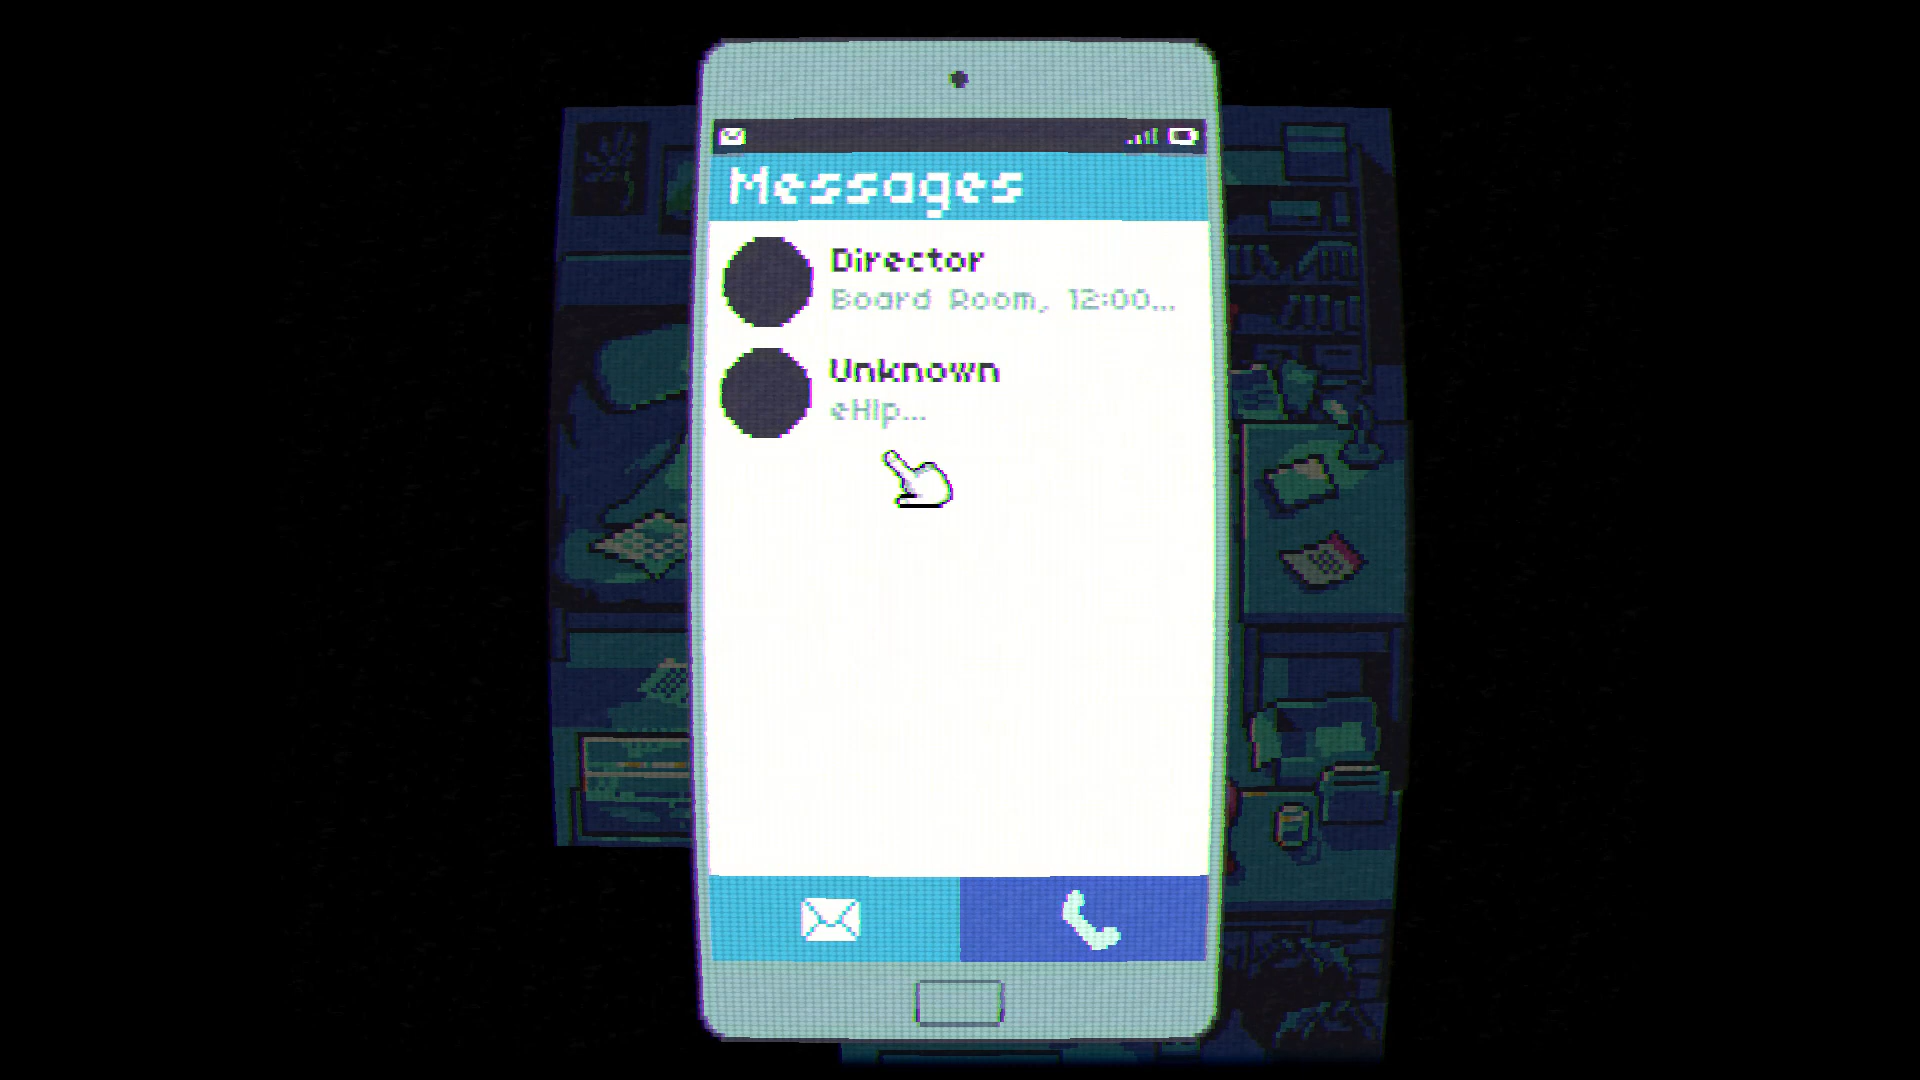 Messages
Director
Board Room, 12:00...
Unknown
eHlp...